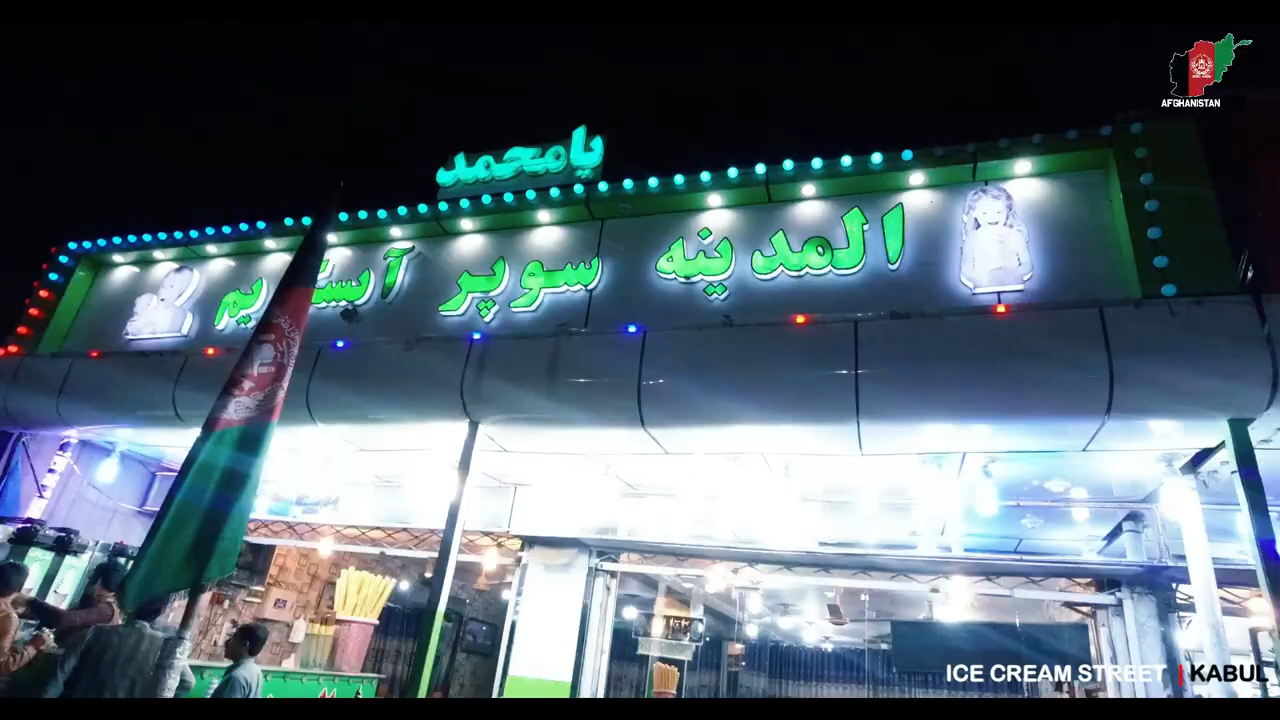 AFGHANISTAN
یامحمد
المدینه سوپر آیسکریم
ICE CREAM STREET | KABUL